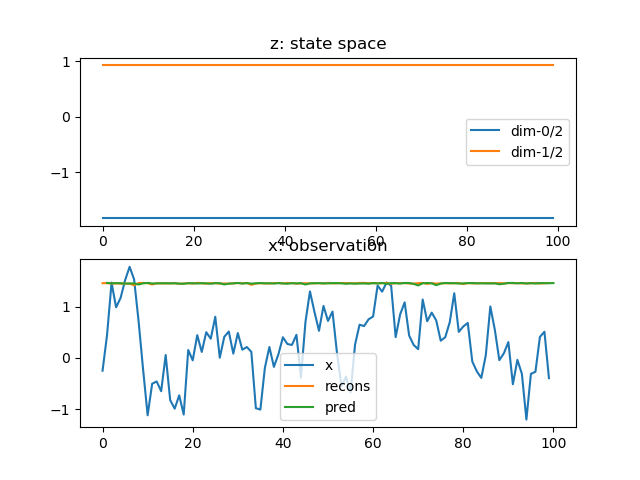 z: state space
1
0
−1
dim-0/2
dim-1/2
0
20
40
60
80
100
x: observation
1
0
−1
x
recons
pred
0
20
40
60
80
100